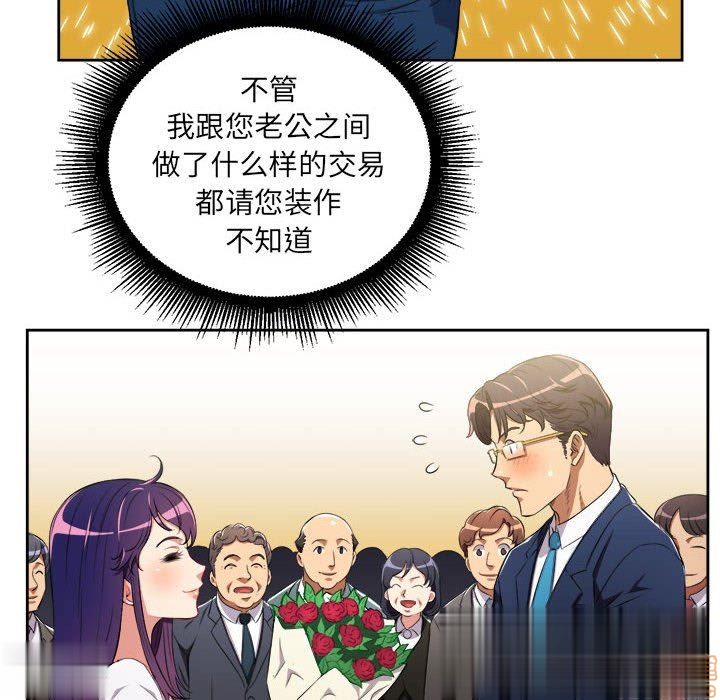 不管
我跟您老公之间
做了什么样的交易
都请您装作
不知道